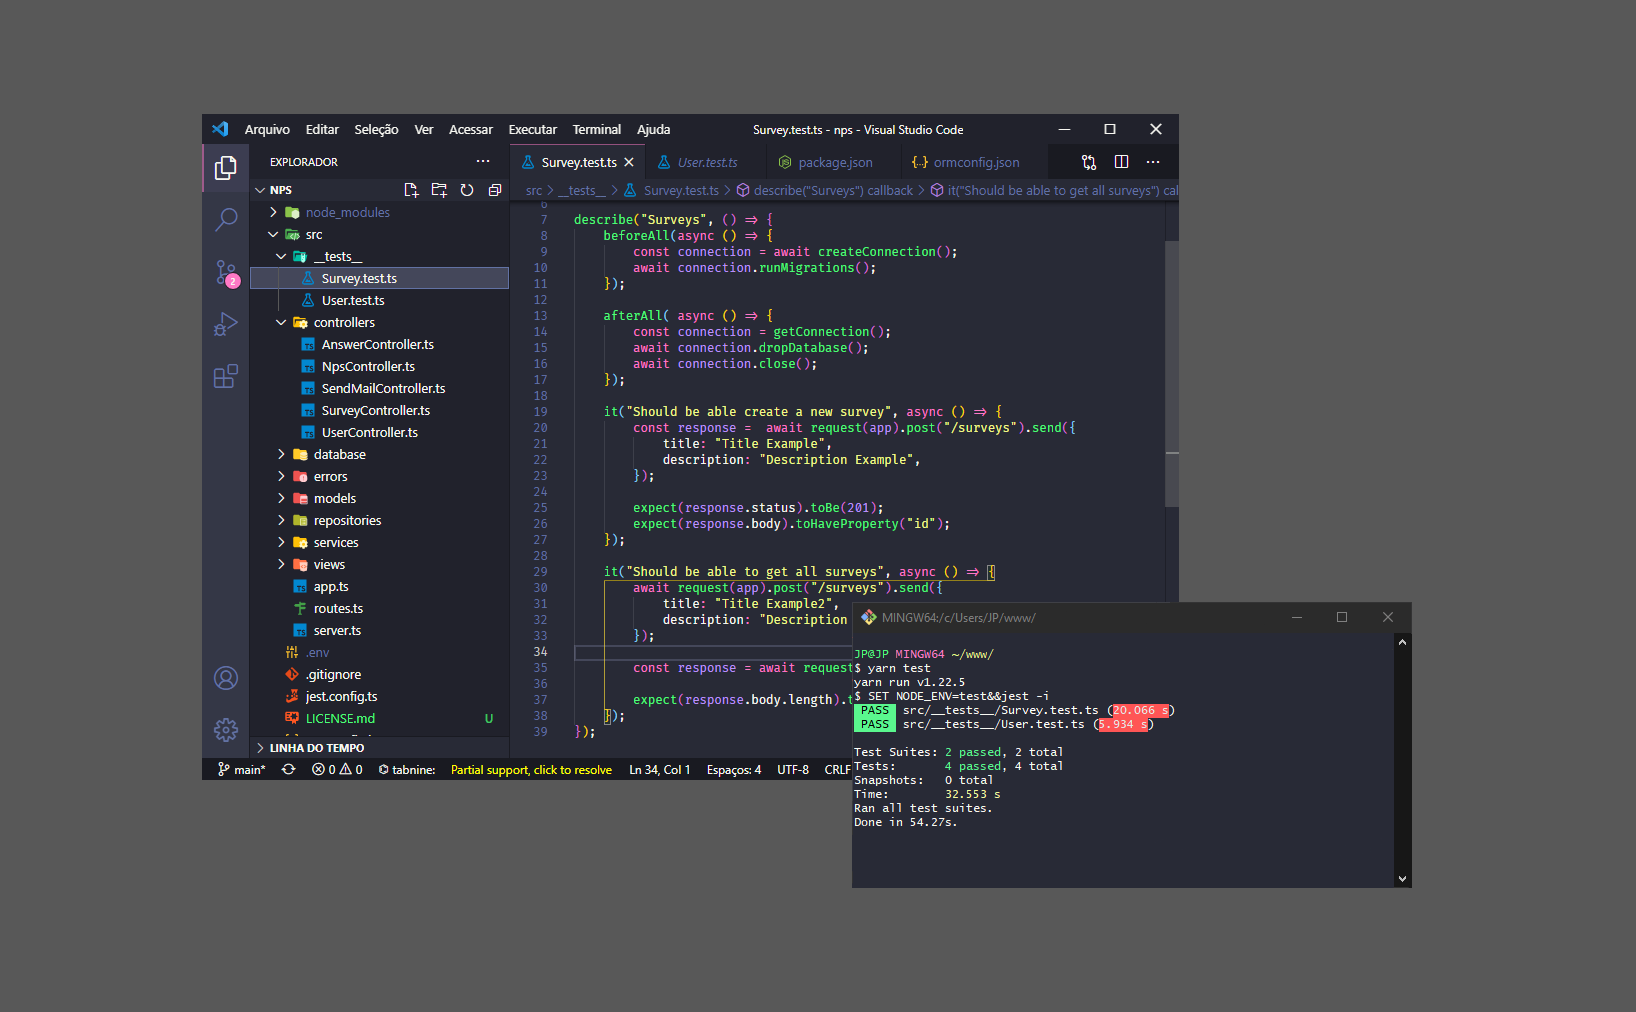 Arquivo Editar Seleção Ver Acessar Executar Terminal Ajuda Survey.test.ts - nps - Visual Studio Code
EXPLORADOR
NPS
node_modules
src
__tests__
Survey.test.ts
User.test.ts
controllers
AnswerController.ts
NpsController.ts
SendMailController.ts
SurveyController.ts
UserController.ts
database
errors
models
repositories
services
views
app.ts
routes.ts
server.ts
.env
.gitignore
jest.config.ts
LICENSE.md U
LINHA DO TEMPO
2
Survey.test.ts User.test.ts package.json ormconfig.json
src > __tests__ > Survey.test.ts > describe("Surveys") callback > it("Should be able to get all surveys") cal
6
7 describe("Surveys", () => {
8 beforeAll(async () => {
9 const connection = await createConnection();
10 await connection.runMigrations();
11 });
12
13 afterAll( async () => {
14 const connection = getConnection();
15 await connection.dropDatabase();
16 await connection.close();
17 });
18
19 it("Should be able create a new survey", async () => {
20 const response =  await request(app).post("/surveys").send({
21 title: "Title Example",
22 description: "Description Example",
23 });
24
25 expect(response.status).toBe(201);
26 expect(response.body).toHaveProperty("id");
27 });
28
29 it("Should be able to get all surveys", async () => {
30 await request(app).post("/surveys").send({
31 title: "Title Example2",
32 description: "Description
33 });
34
35 const response = await request
36
37 expect(response.body.length).t
38 });
39 });
main* 0 0 tabnine: Partial support, click to resolve Ln 34, Col 1 Espaços: 4 UTF-8 CRLF
MINGW64:/c/Users/JP/www/
JP@JP MINGW64 ~/www/
$ yarn test
yarn run v1.22.5
$ SET NODE_ENV=test&&jest -i
PASS src/__tests__/Survey.test.ts (20.066 s)
PASS src/__tests__/User.test.ts (5.934 s)
Test Suites: 2 passed, 2 total
Tests: 4 passed, 4 total
Snapshots: 0 total
Time: 32.553 s
Ran all test suites.
Done in 54.27s.